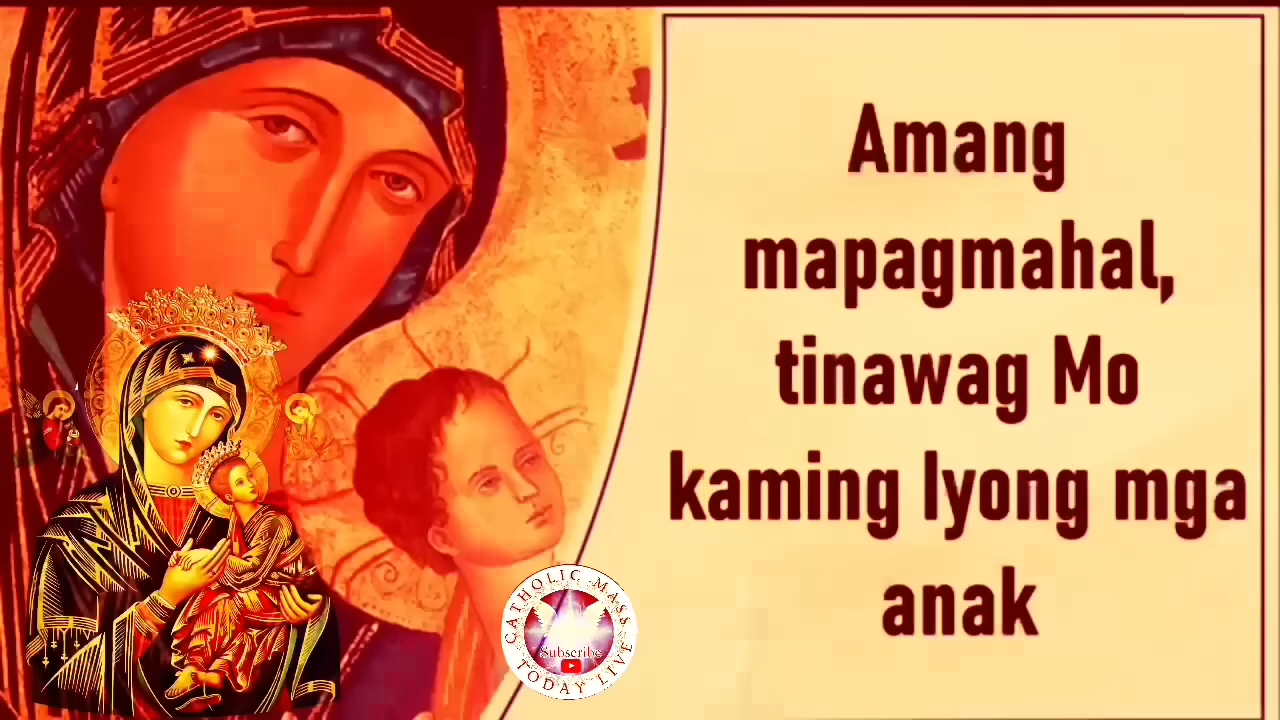 Amang
mapagmahal,
tinawag Mo
kaming Iyong mga
anak
CATHOLIC MASS
Subscribe
TODAY LIVE